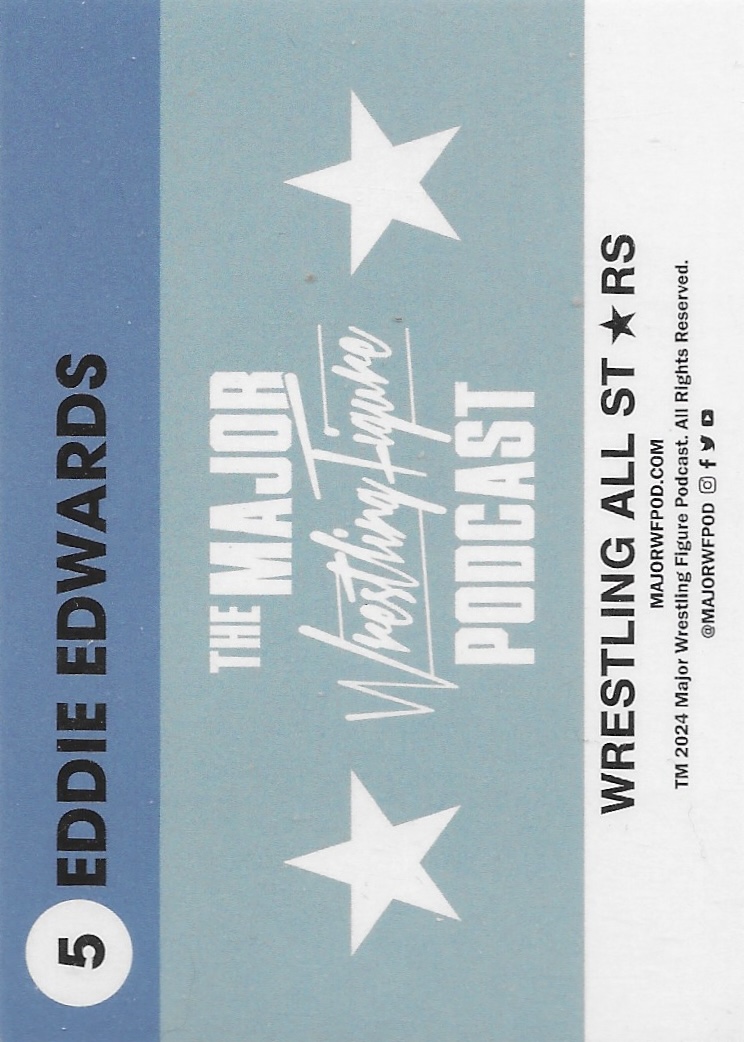 5 EDDIE EDWARDS
THE MAJOR
Wrestling Figure
PODCAST
WRESTLING ALL ST★RS
MAJORWFPOD.COM
TM 2024 Major Wrestling Figure Podcast. All Rights Reserved.
@MAJORWFPOD